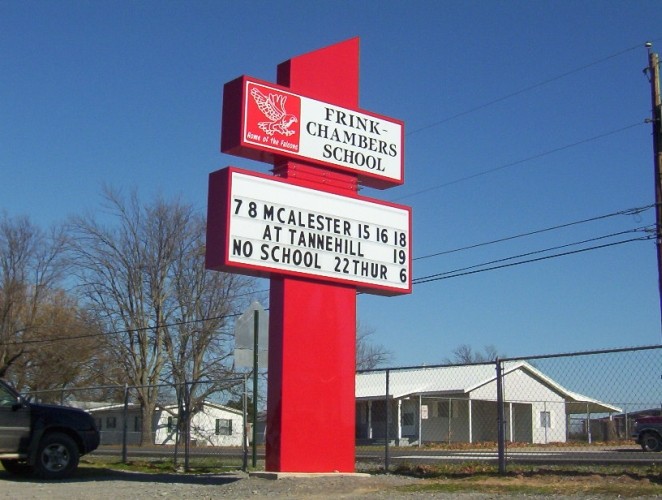 FRINK-
CHAMBERS
SCHOOL
Home of the Falcons
7 8 MCALESTER 15 16 18
AT TANNEHILL 19
NO SCHOOL 22 THUR 6